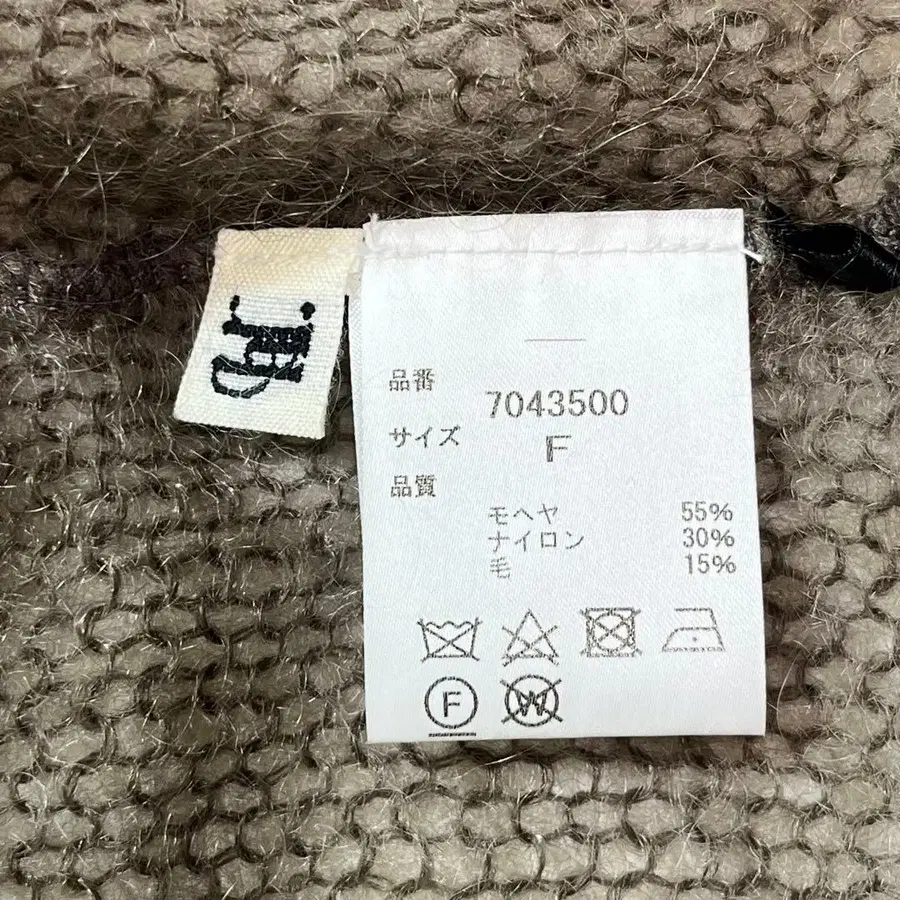 品番 7043500
サイズ F
品質
モヘヤ 55%
ナイロン 30%
毛 15%
F
W